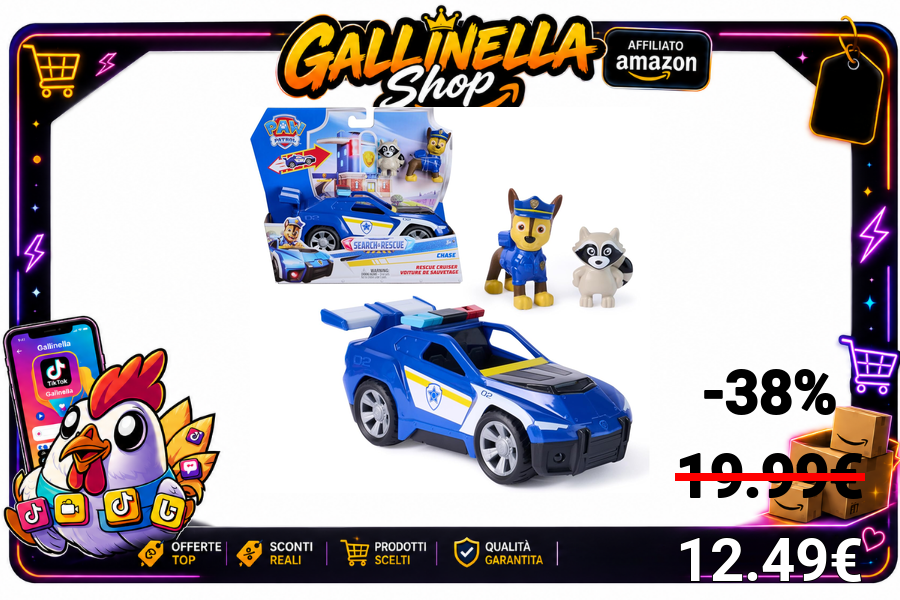 GALLINELLA
Shop
AFFILIATO
amazon
PAW
PATROL
SEARCH & RESCUE
CHASE
RESCUE CRUISER
VOITURE DE SAUVETAGE
WARNING:
02
Gallinella
TikTok
Gallinella
-38%
19.99€
12.49€
OFFERTE
TOP
SCONTI
REALI
PRODOTTI
SCELTI
QUALITÀ
GARANTITA